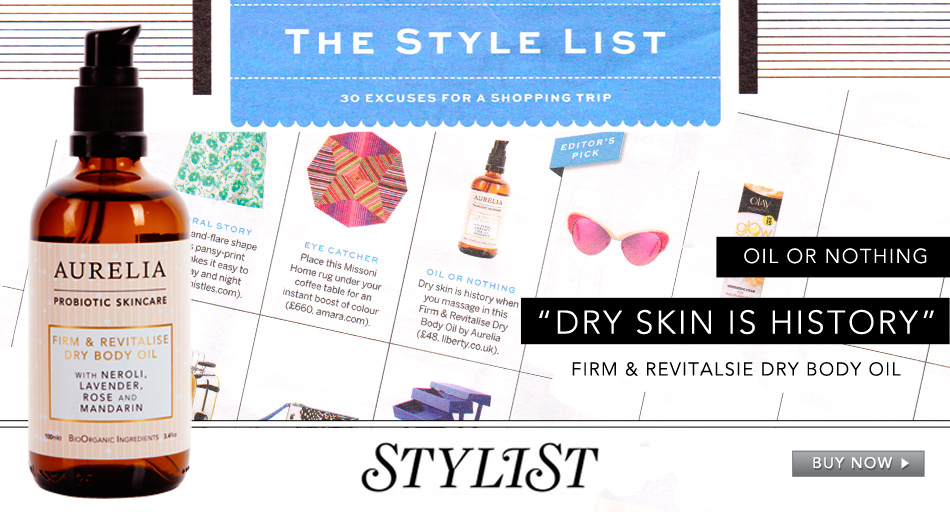 THE STYLE LIST
30 EXCUSES FOR A SHOPPING TRIP
AURELIA
PROBIOTIC SKINCARE
FIRM & REVITALISE
DRY BODY OIL
WITH NEROLI,
LAVENDER,
ROSE AND
MANDARIN
100ml℮ BIOORGANIC INGREDIENTS 3.4floz
RAL STORY
and-flare shape
pansy-print
akes it easy to
ay and night
histles.com).
EYE CATCHER
Place this Missoni
Home rug under your
coffee table for an
instant boost of colour
(£660, amara.com).
AURELIA
OIL OR NOTHING
Dry skin is history when
you massage in this
Firm & Revitalise Dry
Body Oil by Aurelia
(£48, liberty.co.uk).
EDITOR'S
PICK
OLAY
glow
OIL OR NOTHING
“DRY SKIN IS HISTORY”
FIRM & REVITALSIE DRY BODY OIL
STYLIST
BUY NOW